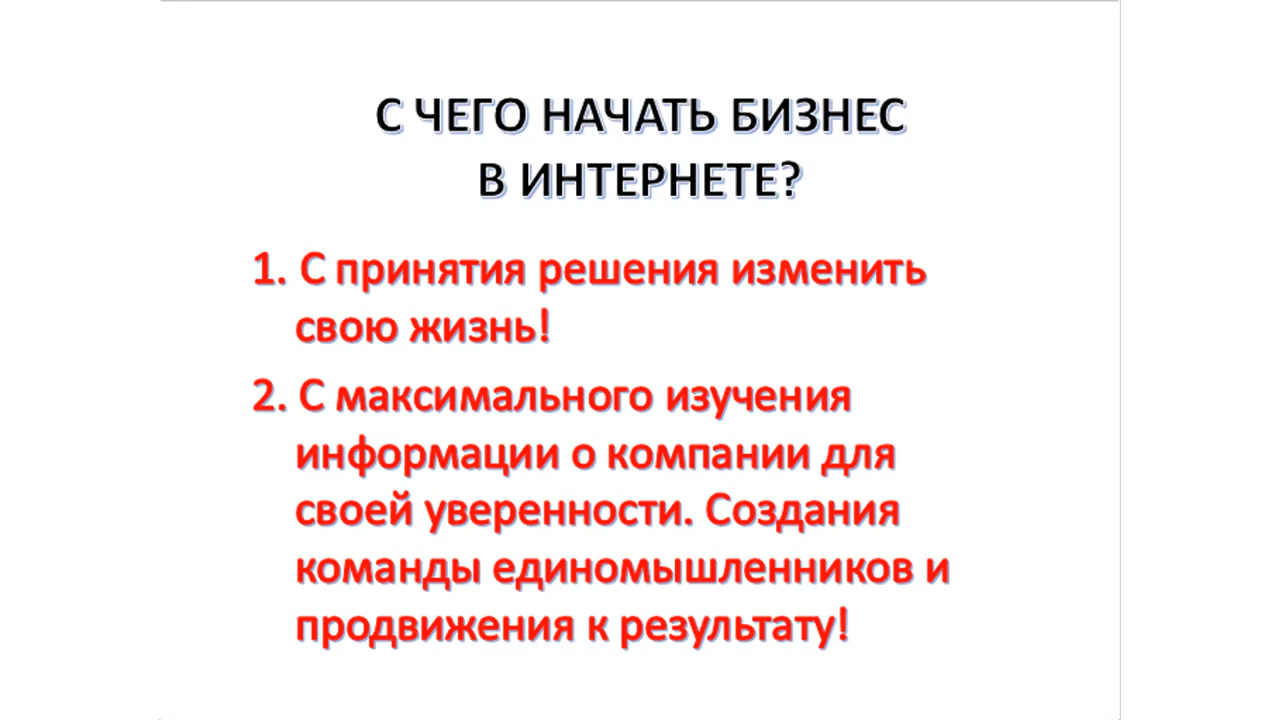 С ЧЕГО НАЧАТЬ БИЗНЕС
В ИНТЕРНЕТЕ?
1. С принятия решения изменить
свою жизнь!
2. С максимального изучения
информации о компании для
своей уверенности. Создания
команды единомышленников и
продвижения к результату!